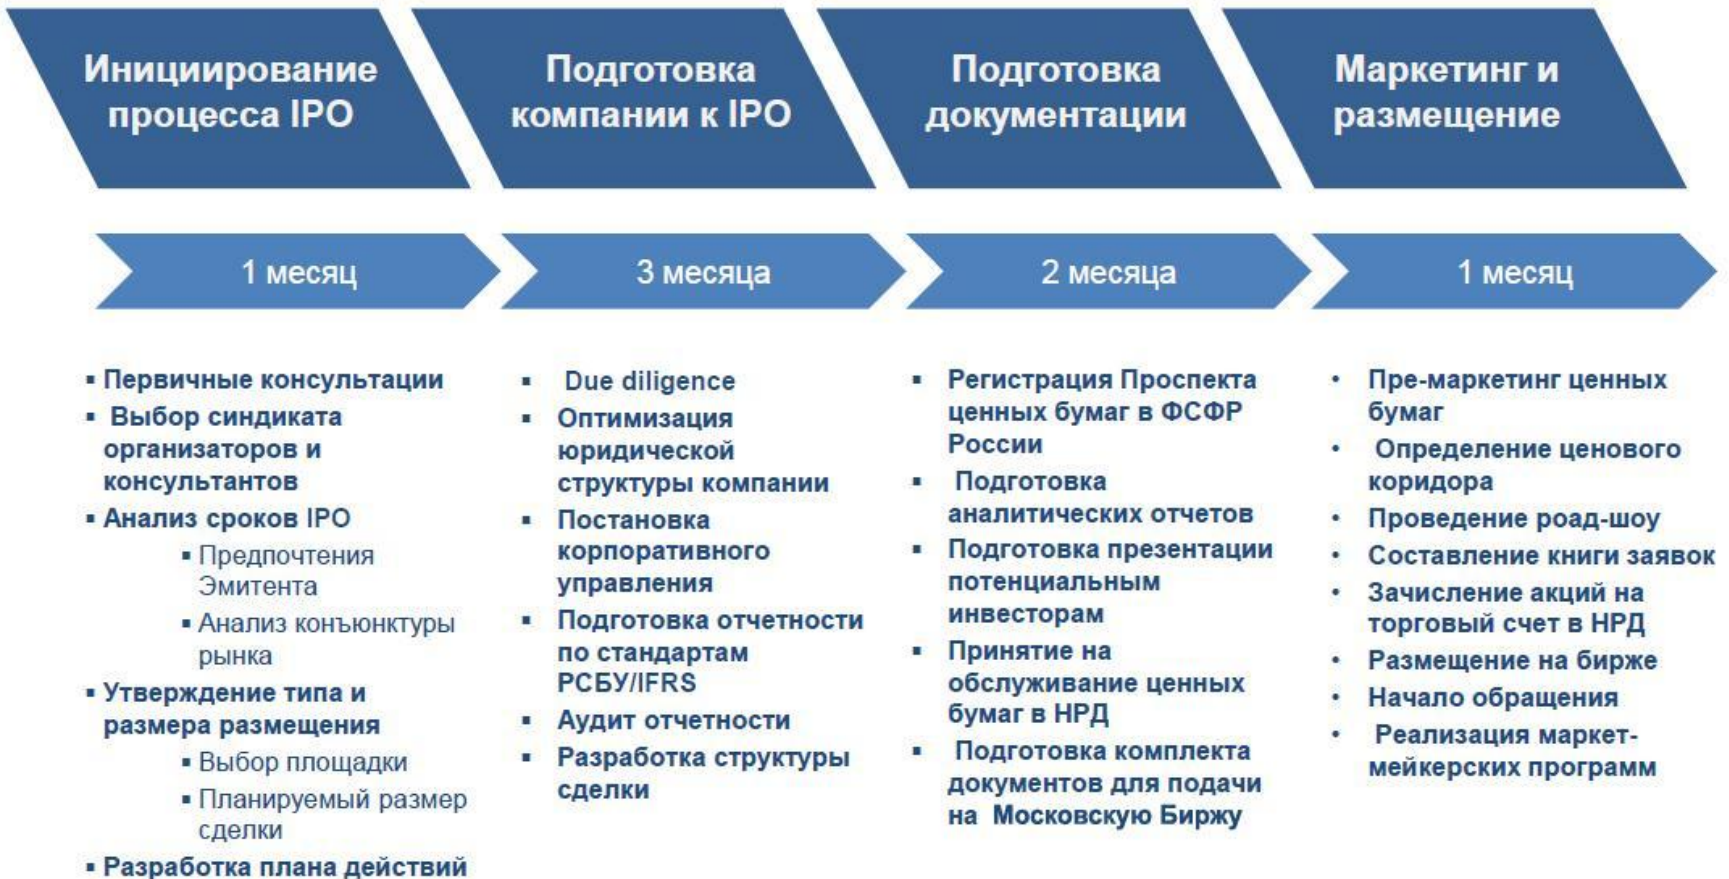 Инициирование
процесса IPO
Подготовка
компании к IPO
Подготовка
документации
Маркетинг и
размещение
1 месяц
3 месяца
2 месяца
1 месяц
▪ Первичные консультации
▪ Выбор синдиката
организаторов и
консультантов
▪ Анализ сроков IPO
▪ Предпочтения
Эмитента
▪ Анализ конъюнктуры
рынка
▪ Утверждение типа и
размера размещения
▪ Выбор площадки
▪ Планируемый размер
сделки
▪ Разработка плана действий
▪ Due diligence
▪ Оптимизация
юридической
структуры компании
▪ Постановка
корпоративного
управления
▪ Подготовка отчетности
по стандартам
РСБУ/IFRS
▪ Аудит отчетности
▪ Разработка структуры
сделки
▪ Регистрация Проспекта
ценных бумаг в ФСФР
России
▪ Подготовка
аналитических отчетов
▪ Подготовка презентации
потенциальным
инвесторам
▪ Принятие на
обслуживание ценных
бумаг в НРД
▪ Подготовка комплекта
документов для подачи
на Московскую Биржу
• Пре-маркетинг ценных
бумаг
• Определение ценового
коридора
• Проведение роад-шоу
• Составление книги заявок
• Зачисление акций на
торговый счет в НРД
• Размещение на бирже
• Начало обращения
• Реализация маркет-
мейкерских программ